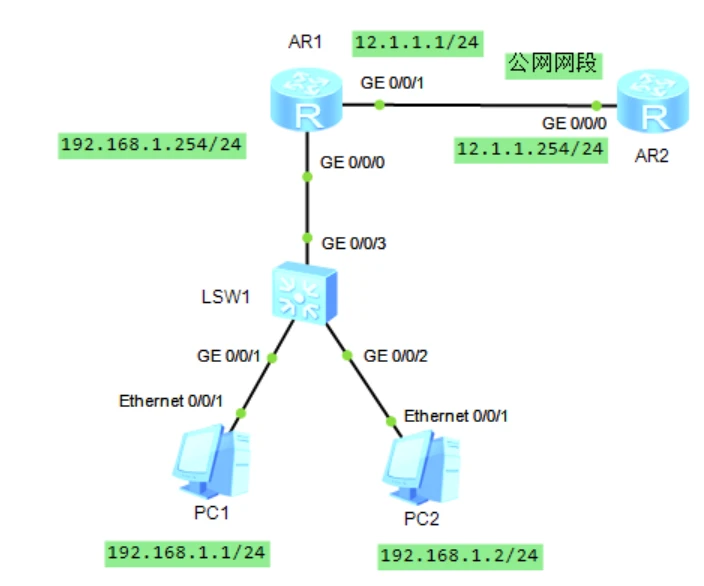 AR1
12.1.1.1/24
公网网段
GE 0/0/1
R
R
GE 0/0/0
192.168.1.254/24
12.1.1.254/24
AR2
GE 0/0/0
GE 0/0/3
LSW1
GE 0/0/1
GE 0/0/2
Ethernet 0/0/1
Ethernet 0/0/1
PC1
PC2
192.168.1.1/24
192.168.1.2/24